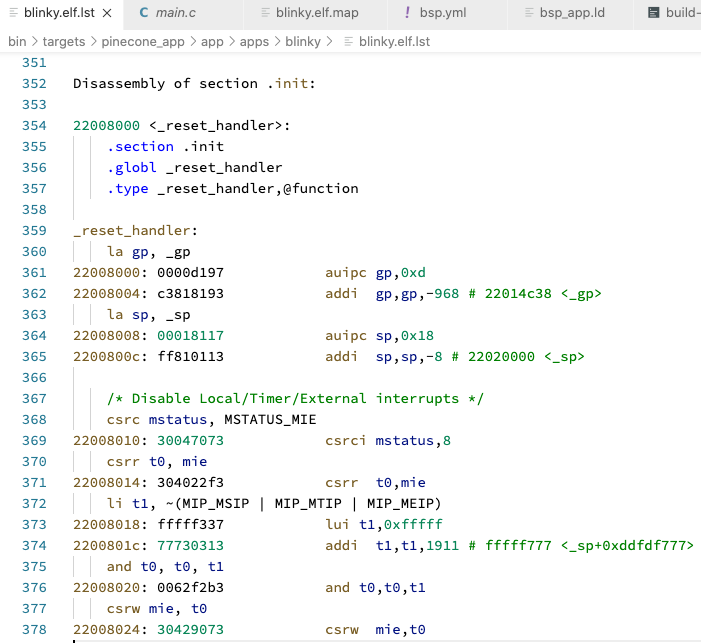 blinky.elf.lst × C main.c blinky.elf.map ! bsp.yml bsp_app.ld build-
bin > targets > pinecone_app > app > apps > blinky > blinky.elf.lst
351
352 Disassembly of section .init:
353
354 22008000 <_reset_handler>:
355 .section .init
356 .globl _reset_handler
357 .type _reset_handler,@function
358
359 _reset_handler:
360 la gp, _gp
361 22008000: 0000d197 auipc gp,0xd
362 22008004: c3818193 addi gp,gp,-968 # 22014c38 <_gp>
363 la sp, _sp
364 22008008: 00018117 auipc sp,0x18
365 2200800c: ff810113 addi sp,sp,-8 # 22020000 <_sp>
366
367 /* Disable Local/Timer/External interrupts */
368 csrc mstatus, MSTATUS_MIE
369 22008010: 30047073 csrci mstatus,8
370 csrr t0, mie
371 22008014: 304022f3 csrr t0,mie
372 li t1, ~(MIP_MSIP | MIP_MTIP | MIP_MEIP)
373 22008018: fffff337 lui t1,0xfffff
374 2200801c: 77730313 addi t1,t1,1911 # fffff777 <_sp+0xddfdf777>
375 and t0, t0, t1
376 22008020: 0062f2b3 and t0,t0,t1
377 csrw mie, t0
378 22008024: 30429073 csrw mie,t0